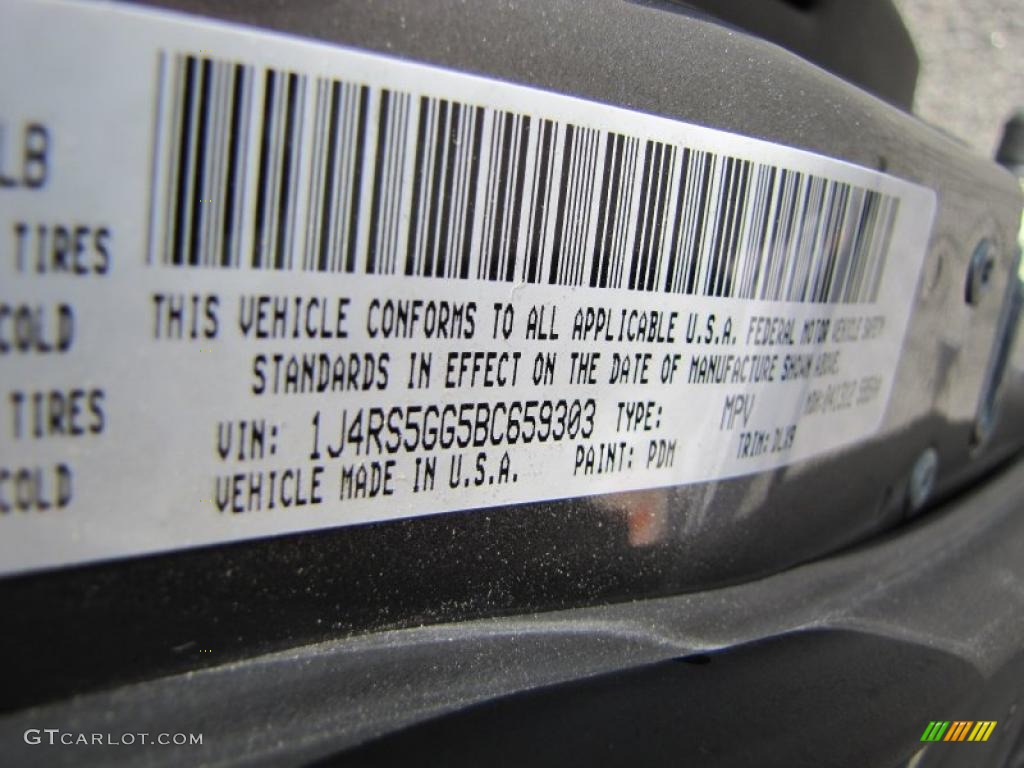 LB
TIRES
COLD
TIRES
COLD
THIS VEHICLE CONFORMS TO ALL APPLICABLE U.S.A. FEDERAL MOTOR VEHICLE SAFETY
STANDARDS IN EFFECT ON THE DATE OF MANUFACTURE SHOWN ABOVE.
VIN: 1J4RS5GG5BC659303 TYPE: MPV
VEHICLE MADE IN U.S.A. PAINT: PDM TRIM: DLX9
GTCARLOT.COM